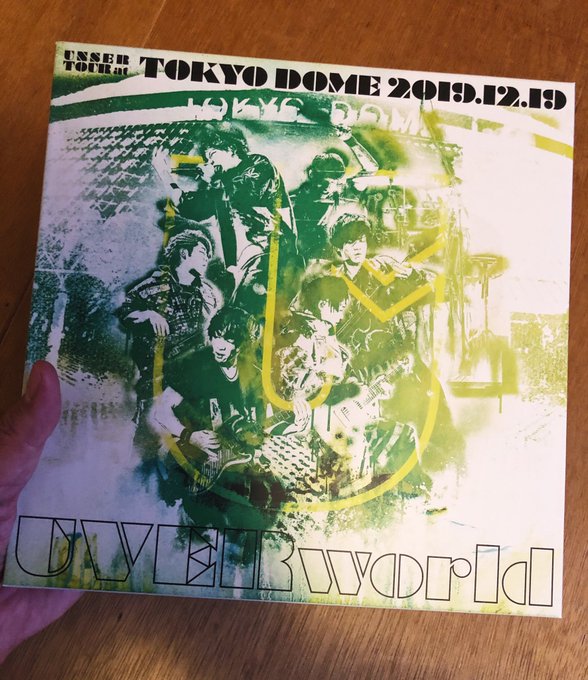 UNSER
TOUR at
TOKYO DOME 2019.12.19
TOKYO DOME
UVERworld